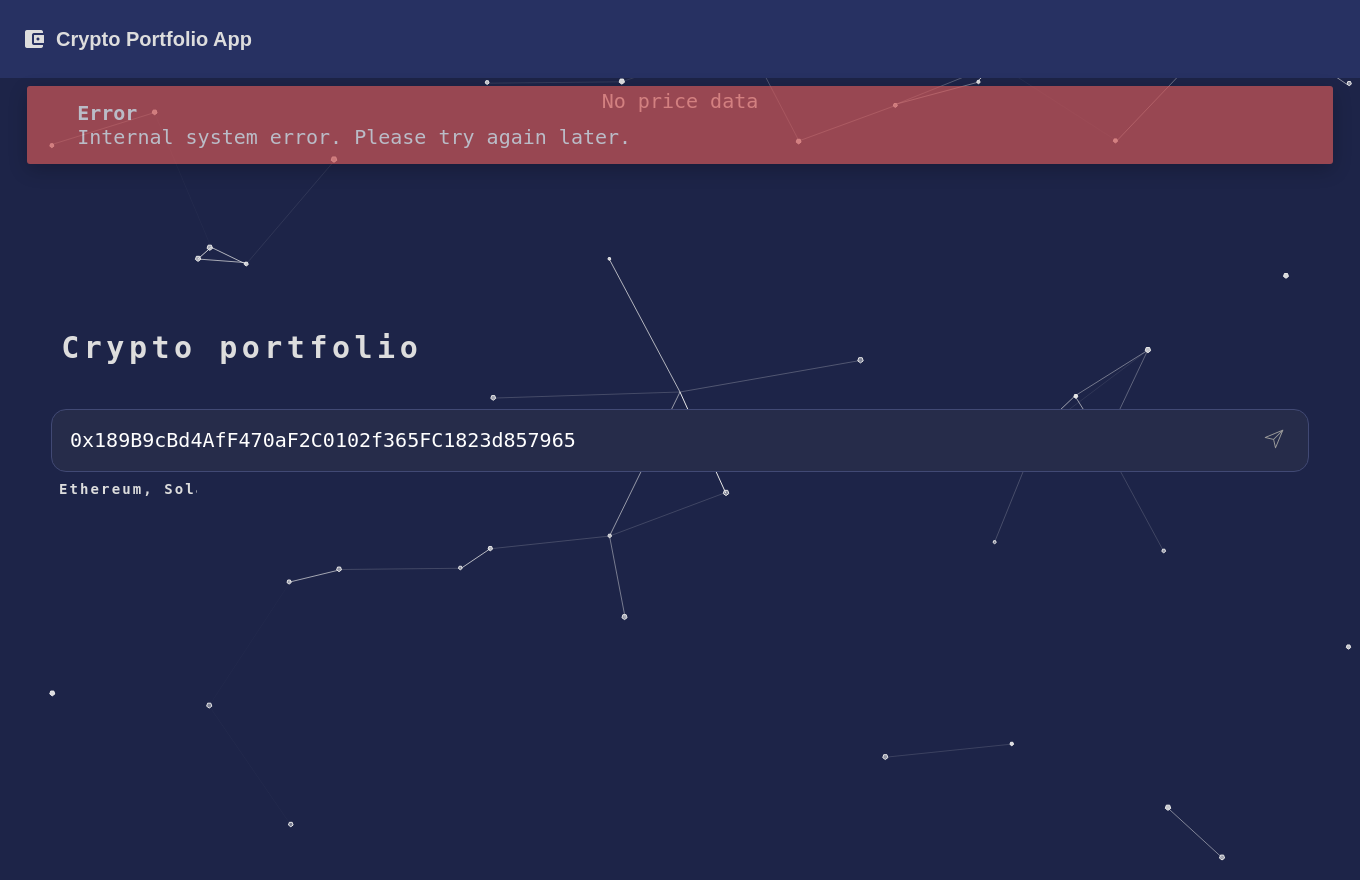 Crypto Portfolio App
No price data
Error
Internal system error. Please try again later.
Crypto portfolio
0x189B9cBd4AfF470aF2C0102f365FC1823d857965
Ethereum, Sol